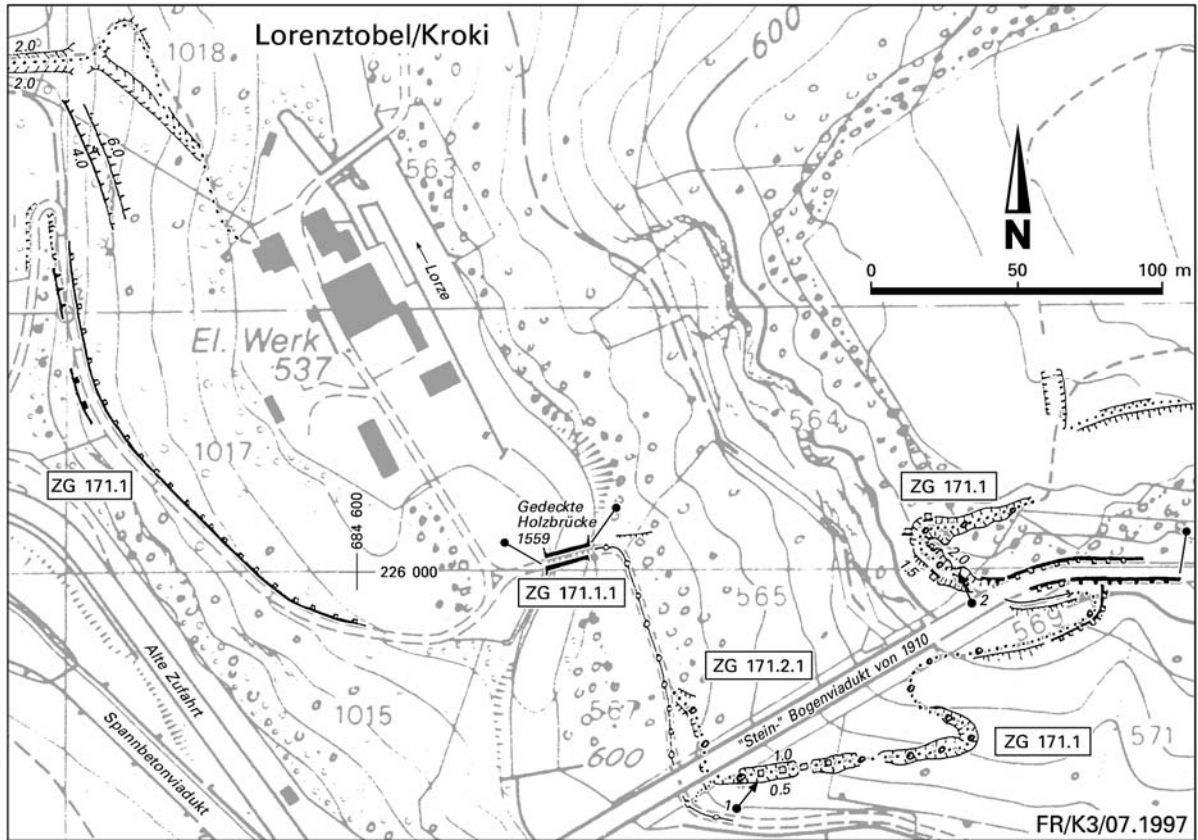 Lorenztobel/Kroki
2.0
2.0
1018
600
4.0
6.0
563
N
0 50 100 m
Lorze
El. Werk
537
564
1017
ZG 171.1
684 600
Gedeckte
Holzbrücke
1559
226 000
ZG 171.1.1
ZG 171.1
2.0
1.5
2
565
569
ZG 171.2.1
"Stein-" Bogenviadukt von 1910
Alte Zufahrt
Spannbetonviadukt
1015
567
600
ZG 171.1
571
1.0
0.5
1
FR/K3/07.1997